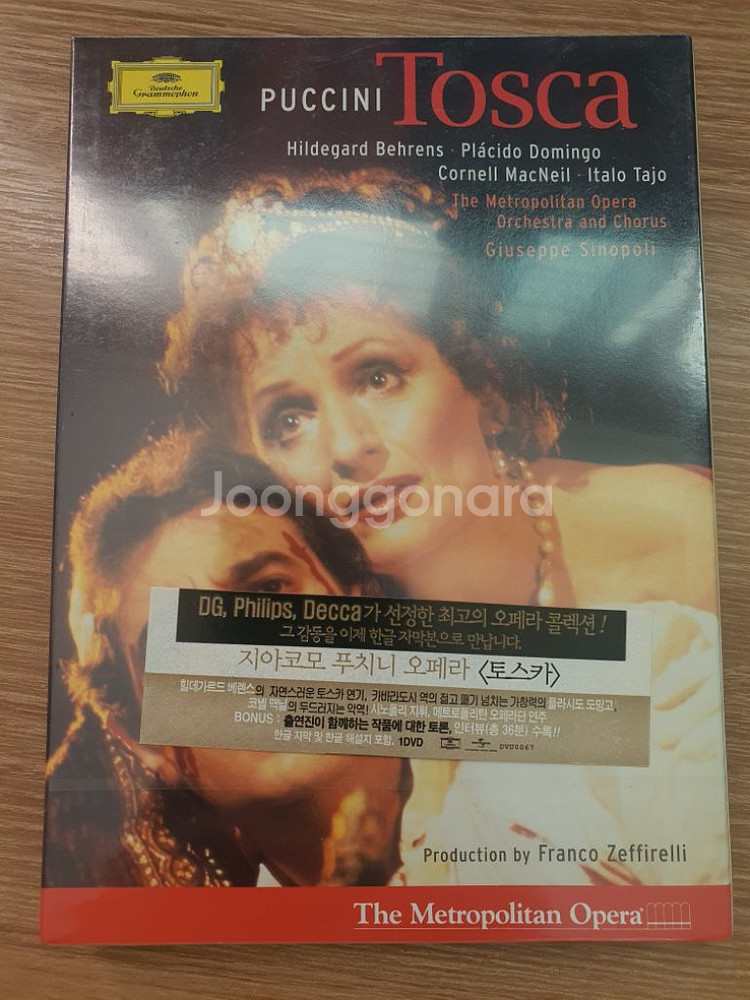 Deutsche
Grammophon
PUCCINI Tosca
Hildegard Behrens · Plácido Domingo
Cornell MacNeil · Italo Tajo
The Metropolitan Opera
Orchestra and Chorus
Giuseppe Sinopoli
Joonggonara
DG, Philips, Decca가 선정한 최고의 오페라 콜렉션!
그 감동을 이제 한글 자막본으로 만납니다.
지아코모 푸치니 오페라 〈토스카〉
힐데가르드 베렌스의 자연스러운 토스카 연기, 카바라도시 역의 젊고 패기 넘치는 가창력의 플라시도 도밍고,
코넬 맥닐의 두드러지는 악역! 시노폴리 지휘, 메트로폴리탄 오페라단 연주
BONUS : 출연진이 함께하는 작품에 대한 토론, 인터뷰(총 36분) 수록!!
한글 자막 및 한글 해설지 포함. 1DVD DVD0067
Production by Franco Zeffirelli
The Metropolitan Opera